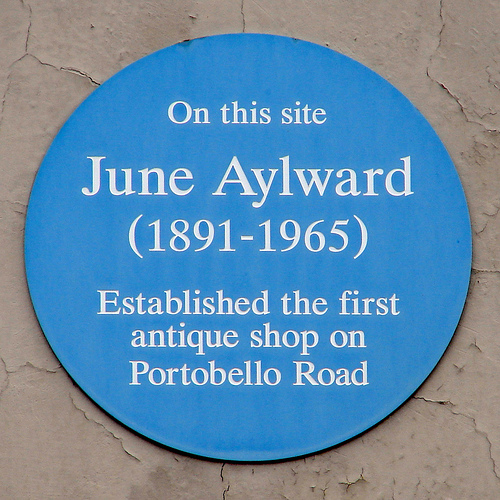 On this site
June Aylward
(1891-1965)
Established the first
antique shop on
Portobello Road